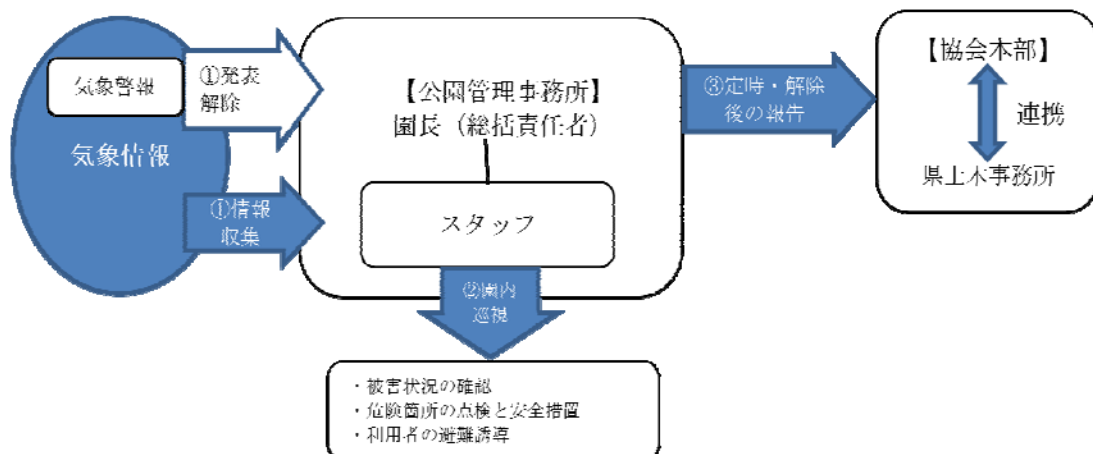 気象警報
気象情報
①発表
解除
①情報
収集
【公園管理事務所】
園長（総括責任者）
スタッフ
②園内
巡視
・被害状況の確認
・危険箇所の点検と安全措置
・利用者の避難誘導
③定時・解除
後の報告
【協会本部】
連携
県土木事務所